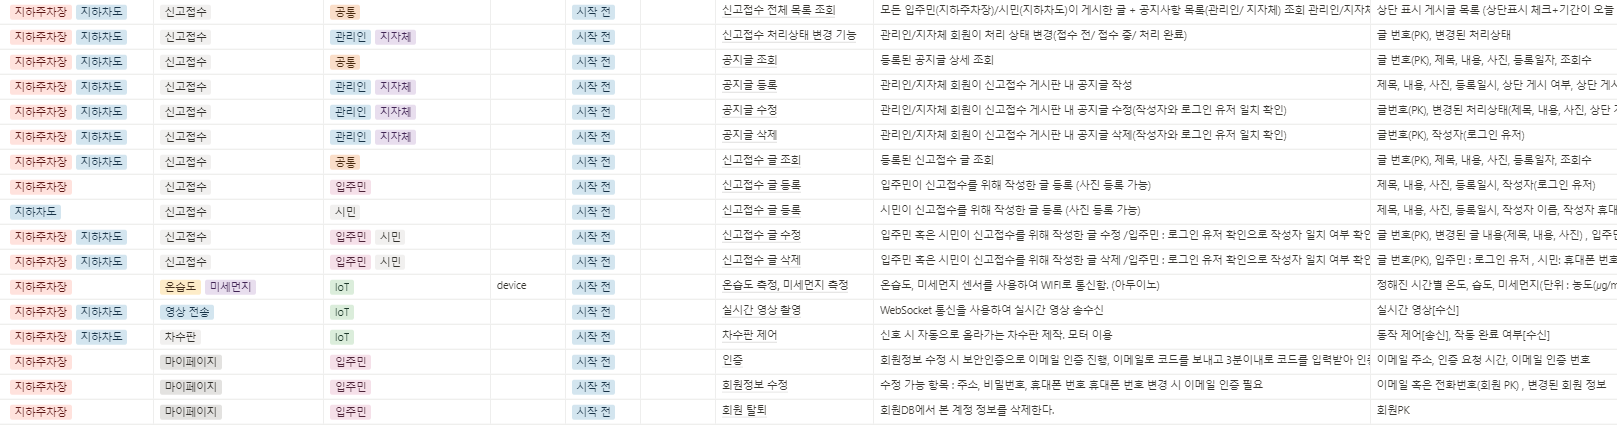 지하주차장 지하차도 신고접수 공통 시작 전 신고접수 전체 목록 조회 모든 입주민(지하주차장)/시민(지하차도)이 게시한 글 + 공지사항 목록(관리인/ 지자체) 조회 관리인/지자 상단 표시 게시글 목록 (상단표시 체크+기간이 오늘
지하주차장 지하차도 신고접수 관리인 지자체 시작 전 신고접수 처리상태 변경 기능 관리인/지자체 회원이 처리 상태 변경(접수 전/ 접수 중/ 처리 완료) 글 번호(PK), 변경된 처리상태
지하주차장 지하차도 신고접수 공통 시작 전 공지글 조회 등록된 공지글 상세 조회 글 번호(PK), 제목, 내용, 사진, 등록일자, 조회수
지하주차장 지하차도 신고접수 관리인 지자체 시작 전 공지글 등록 관리인/지자체 회원이 신고접수 게시판 내 공지글 작성 제목, 내용, 사진, 등록일시, 상단 게시 여부, 상단 게시
지하주차장 지하차도 신고접수 관리인 지자체 시작 전 공지글 수정 관리인/지자체 회원이 신고접수 게시판 내 공지글 수정(작성자와 로그인 유저 일치 확인) 글번호(PK), 변경된 처리상태(제목, 내용, 사진, 상단
지하주차장 지하차도 신고접수 관리인 지자체 시작 전 공지글 삭제 관리인/지자체 회원이 신고접수 게시판 내 공지글 삭제(작성자와 로그인 유저 일치 확인) 글번호(PK), 작성자(로그인 유저)
지하주차장 지하차도 신고접수 공통 시작 전 신고접수 글 조회 등록된 신고접수 글 조회 글 번호(PK), 제목, 내용, 사진, 등록일자, 조회수
지하주차장 신고접수 입주민 시작 전 신고접수 글 등록 입주민이 신고접수를 위해 작성한 글 등록 (사진 등록 가능) 제목, 내용, 사진, 등록일시, 작성자(로그인 유저)
지하차도 신고접수 시민 시작 전 신고접수 글 등록 시민이 신고접수를 위해 작성한 글 등록 (사진 등록 가능) 제목, 내용, 사진, 등록일시, 작성자 이름, 작성자 휴대
지하주차장 지하차도 신고접수 입주민 시민 시작 전 신고접수 글 수정 입주민 혹은 시민이 신고접수를 위해 작성한 글 수정 /입주민 : 로그인 유저 확인으로 작성자 일치 여부 확인 글 번호(PK), 변경된 글 내용(제목, 내용, 사진) , 입주민
지하주차장 지하차도 신고접수 입주민 시민 시작 전 신고접수 글 삭제 입주민 혹은 시민이 신고접수를 위해 작성한 글 삭제 /입주민 : 로그인 유저 확인으로 작성자 일치 여부 확인 글 번호(PK), 입주민 : 로그인 유저 , 시민: 휴대폰 번호
지하주차장 온습도 미세먼지 IoT device 시작 전 온습도 측정, 미세먼지 측정 온습도, 미세먼지 센서를 사용하여 WIFI로 통신함. (아두이노) 정해진 시간별 온도, 습도, 미세먼지(단위 : 농도(μg/m
지하주차장 지하차도 영상 전송 IoT 시작 전 실시간 영상 촬영 WebSocket 통신을 사용하여 실시간 영상 송수신 실시간 영상[수신]
지하주차장 지하차도 차수판 IoT 시작 전 차수판 제어 신호 시 자동으로 올라가는 차수판 제작, 모터 이용 동작 제어[송신], 작동 완료 여부[수신]
지하주차장 마이페이지 입주민 시작 전 인증 회원정보 수정 시 보안인증으로 이메일 인증 진행, 이메일로 코드를 보내고 3분이내로 코드를 입력받아 인증 이메일 주소, 인증 요청 시간, 이메일 인증 번호
지하주차장 마이페이지 입주민 시작 전 회원정보 수정 수정 가능 항목 : 주소, 비밀번호, 휴대폰 번호 휴대폰 번호 변경 시 이메일 인증 필요 이메일 혹은 전화번호(회원 PK) , 변경된 회원 정보
지하주차장 마이페이지 입주민 시작 전 회원 탈퇴 회원DB에서 본 계정 정보를 삭제한다. 회원PK